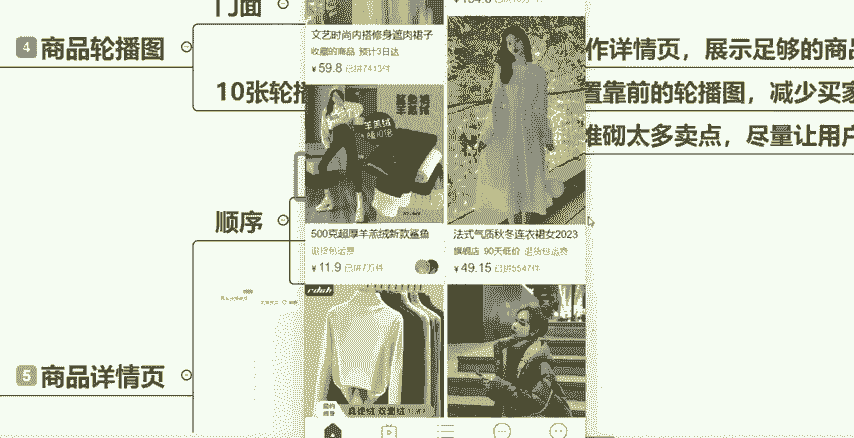 门面
4 商品轮播图
10张轮播
顺序
5 商品详情页
文艺时尚内搭修身遮肉裙子
收藏的商品 预计3日达
¥59.8 已拼7413件
羊羔绒
500克超厚羊羔绒新款鲨鱼
退货包运费
¥11.9 已拼7万件
法式气质秋冬连衣裙女2023
旗舰店 90天低价 退货包运费
¥49.15 已拼5547件
作详情页，展示足够的商品
置靠前的轮播图，减少买家
堆砌太多卖点，尽量让用户